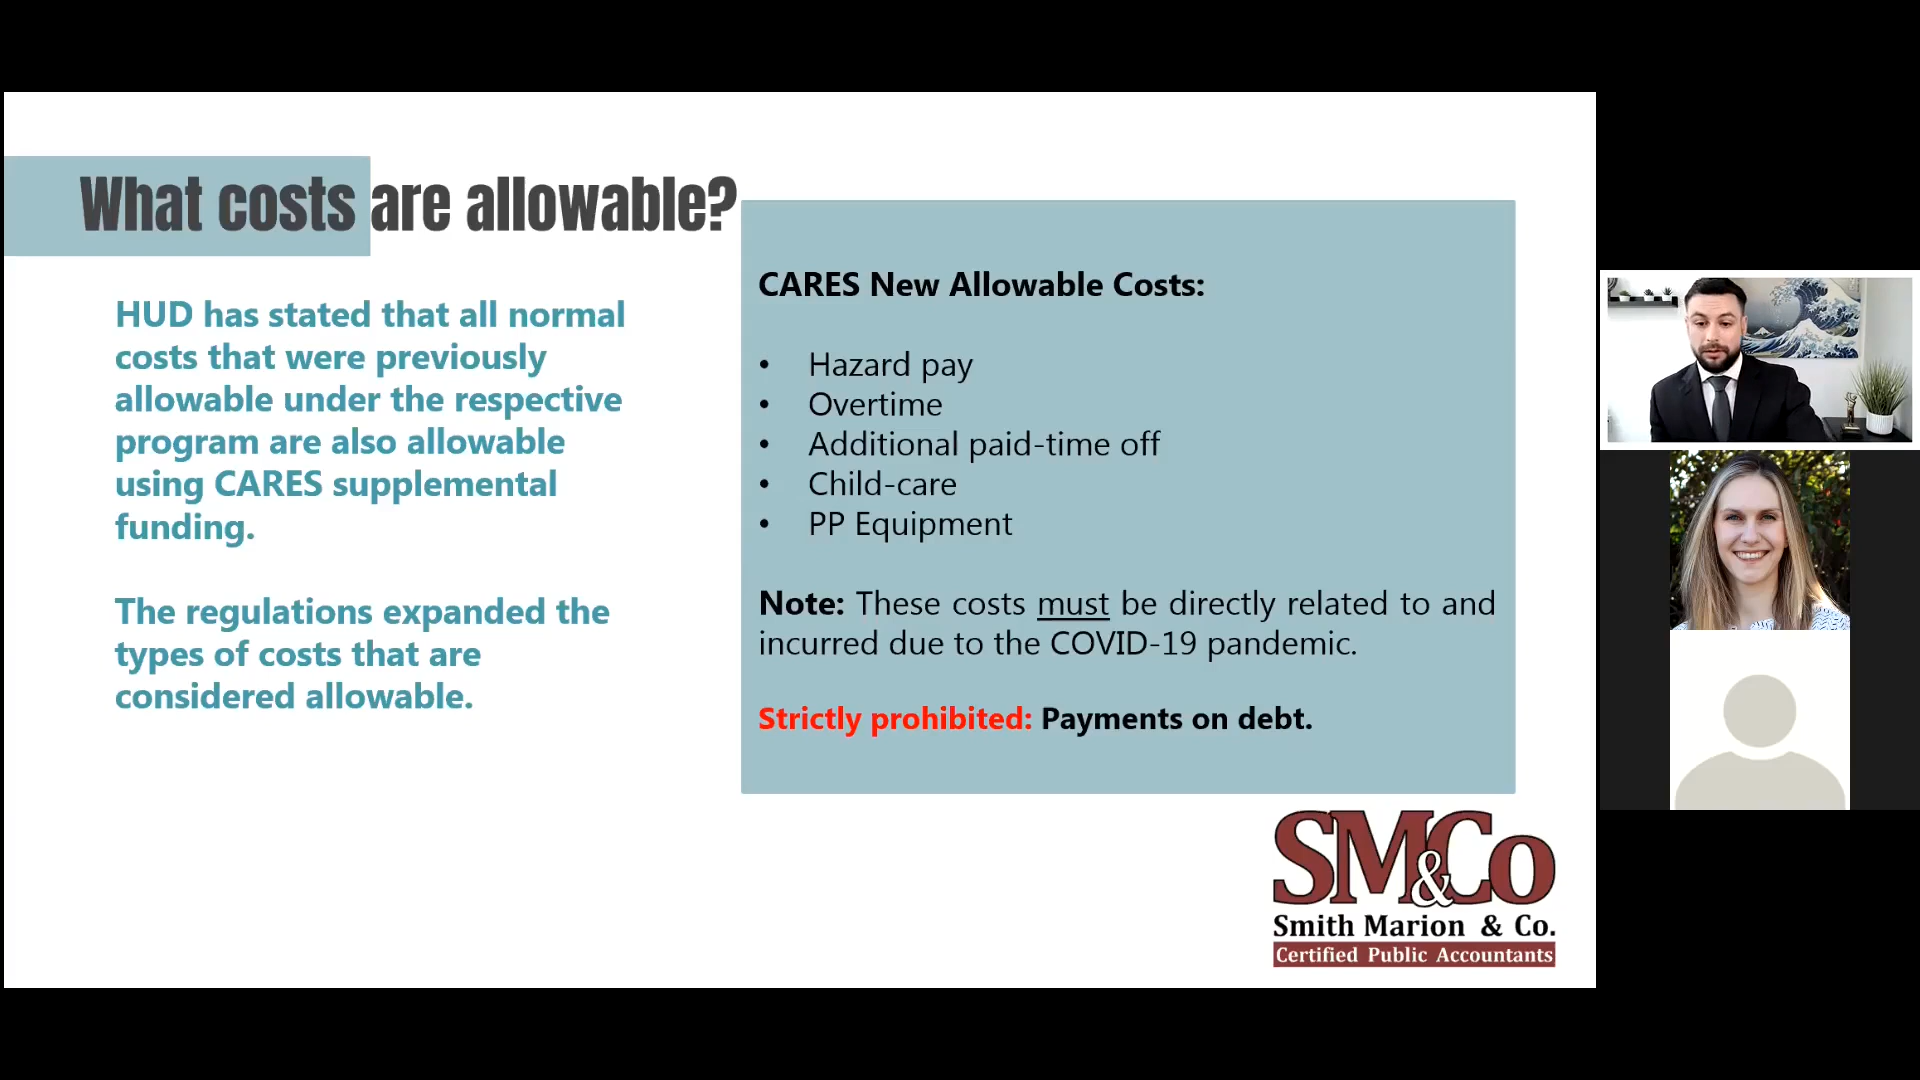 What costs are allowable?
HUD has stated that all normal
costs that were previously
allowable under the respective
program are also allowable
using CARES supplemental
funding.
The regulations expanded the
types of costs that are
considered allowable.
CARES New Allowable Costs:
• Hazard pay
• Overtime
• Additional paid-time off
• Child-care
• PP Equipment
Note: These costs must be directly related to and
incurred due to the COVID-19 pandemic.
Strictly prohibited: Payments on debt.
SM&Co
Smith Marion & Co.
Certified Public Accountants